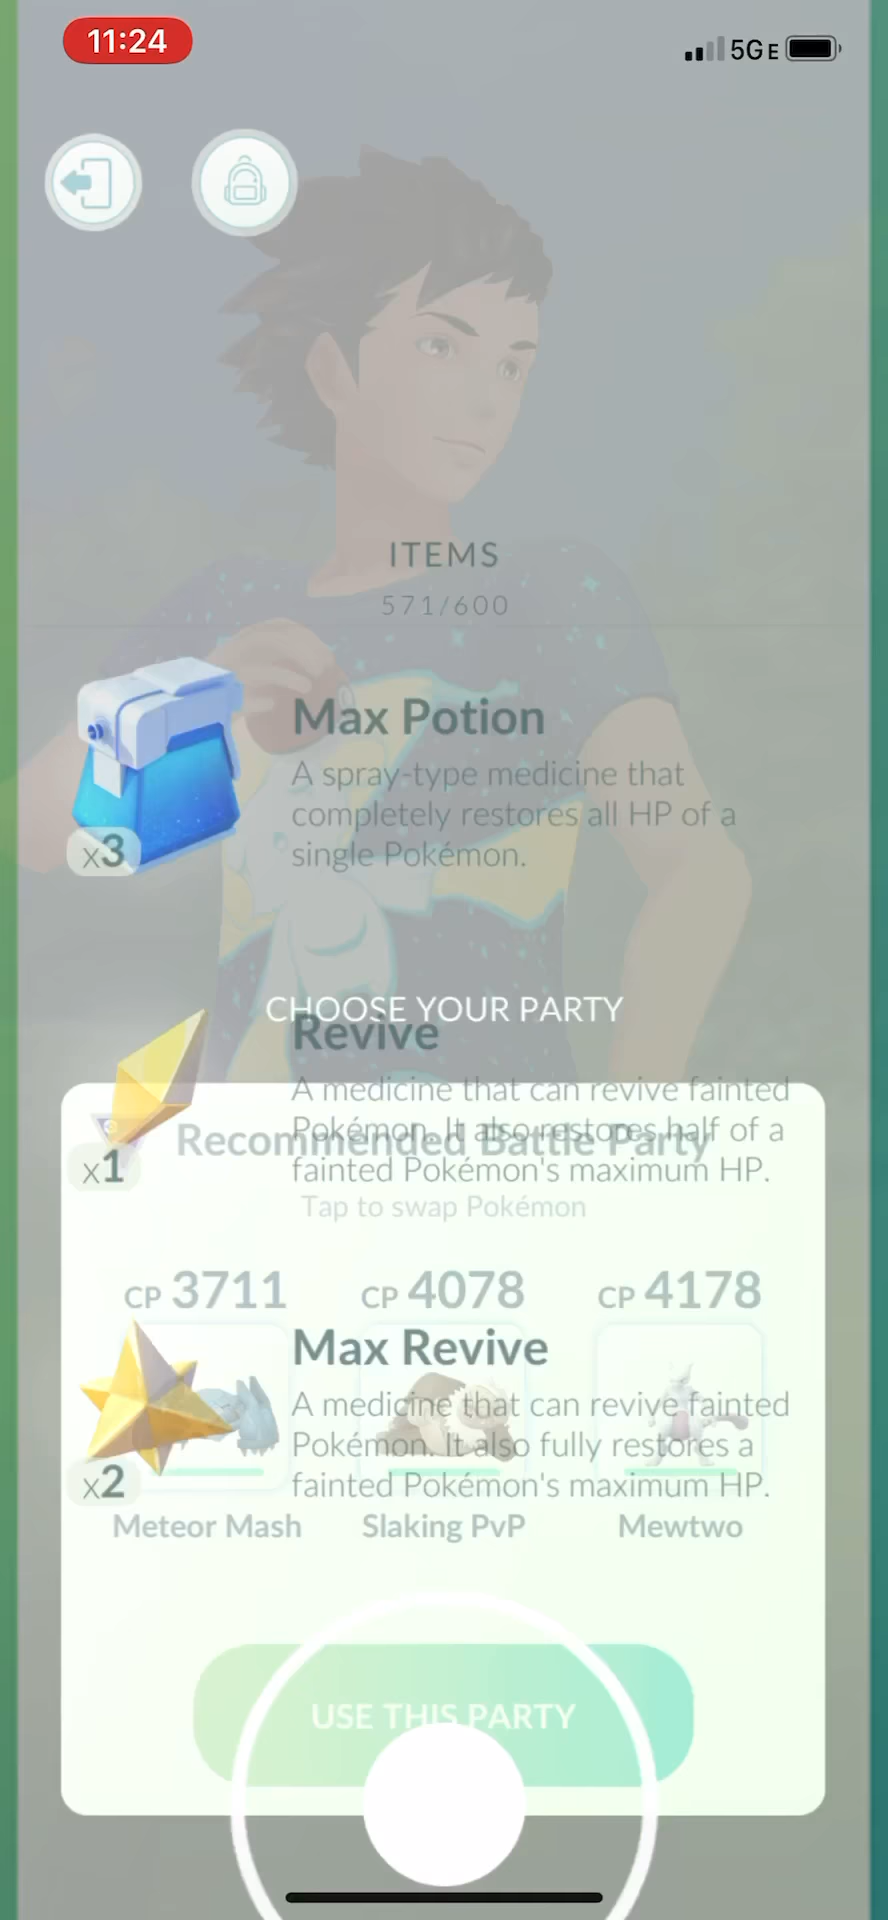 11:24
5G E
ITEMS
571/600
Max Potion
A spray-type medicine that
completely restores all HP of a
single Pokémon.
x3
CHOOSE YOUR PARTY
Revive
A medicine that can revive fainted
Pokémon. It also restores half of a
fainted Pokémon's maximum HP.
x1
Recommended Battle Party
Tap to swap Pokémon
CP 3711
CP 4078
CP 4178
Max Revive
A medicine that can revive fainted
Pokémon. It also fully restores a
fainted Pokémon's maximum HP.
x2
Meteor Mash
Slaking PvP
Mewtwo
USE THIS PARTY